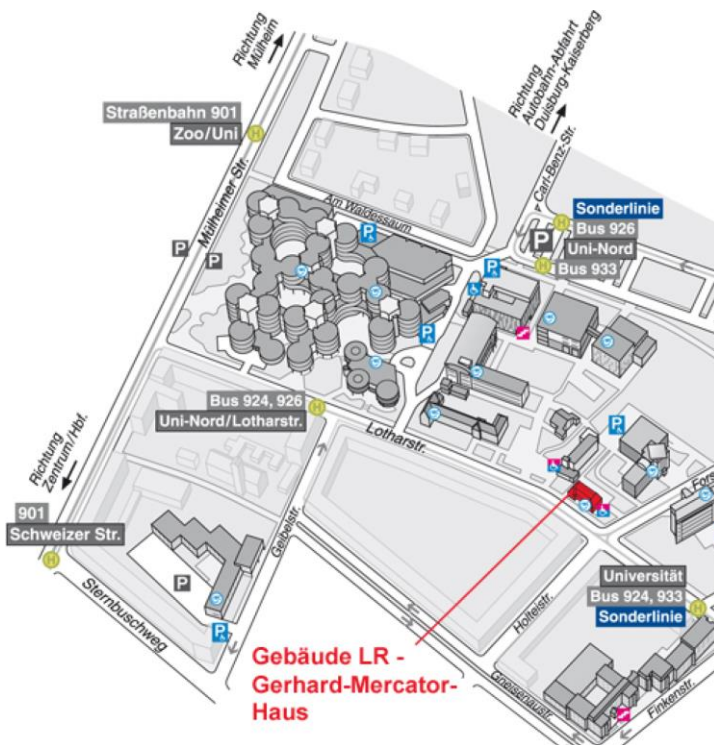 Richtung
Mülheim
Straßenbahn 901
Zoo/Uni
H
Mülheimer Str.
P
P
Am Waldessaum
P
Richtung
Autobahn-Abfahrt
Duisburg-Kaiserberg
Carl-Benz-Str.
Sonderlinie
H
Bus 926
P
Uni-Nord
H
Bus 933
P
P
Bus 924, 926
Uni-Nord/Lotharstr.
H
Lotharstr.
P
Richtung
Zentrum/Hbf.
901
Schweizer Str.
H
Sternbuschweg
P
P
Geibelstr.
Fors
Holteistr.
Universität
Bus 924, 933
Sonderlinie
H
Gebäude LR -
Gerhard-Mercator-
Haus
Gneisenaustr.
Finkenstr.